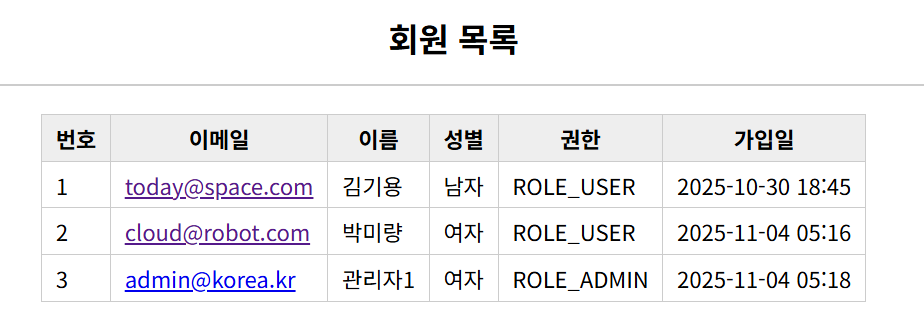 회원 목록
번호 이메일 이름 성별 권한 가입일
1 today@space.com 김기용 남자 ROLE_USER 2025-10-30 18:45
2 cloud@robot.com 박미량 여자 ROLE_USER 2025-11-04 05:16
3 admin@korea.kr 관리자1 여자 ROLE_ADMIN 2025-11-04 05:18